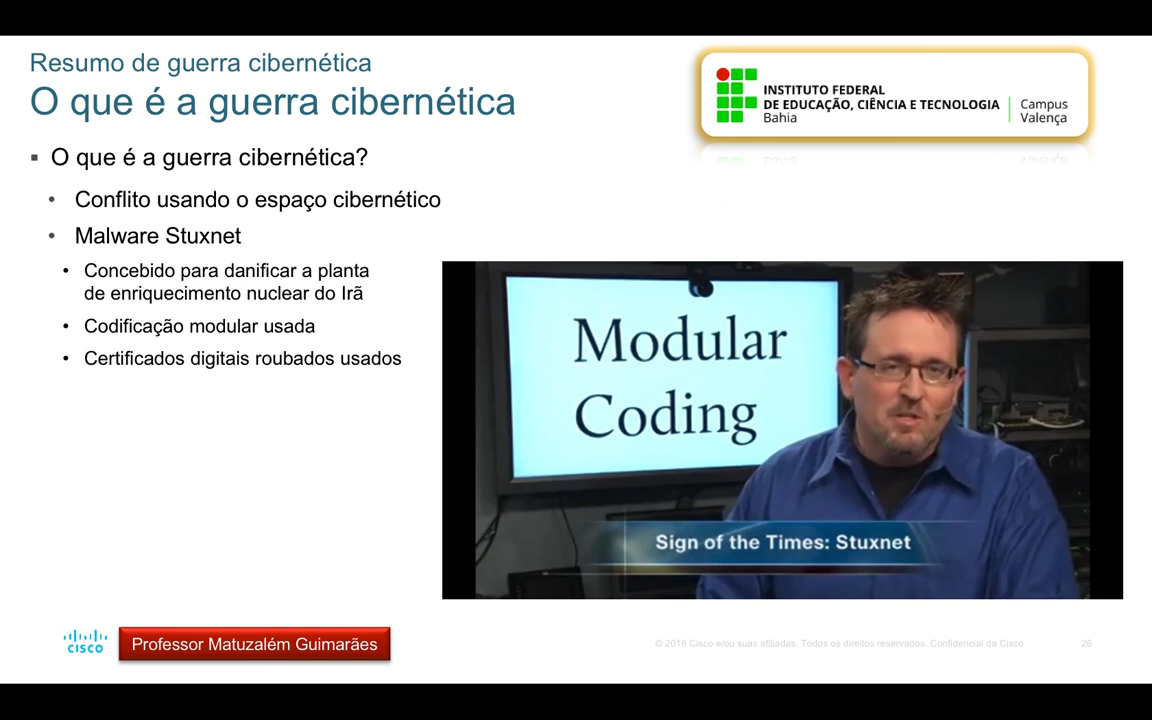 Resumo de guerra cibernética
O que é a guerra cibernética
INSTITUTO FEDERAL
DE EDUCAÇÃO, CIÊNCIA E TECNOLOGIA
Bahia
Campus
Valença
▪ O que é a guerra cibernética?
• Conflito usando o espaço cibernético
• Malware Stuxnet
• Concebido para danificar a planta
de enriquecimento nuclear do Irã
• Codificação modular usada
• Certificados digitais roubados usados
Modular
Coding
Sign of the Times: Stuxnet
CISCO
Professor Matuzalém Guimarães
© 2016 Cisco e/ou suas afiliadas. Todos os direitos reservados. Confidencial da Cisco
26